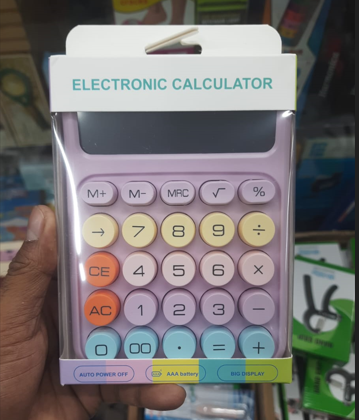 ELECTRONIC CALCULATOR
M+ M- MRC √ %
→ 7 8 9 ÷
CE 4 5 6 ×
AC 1 2 3 −
0 00 · = +
AUTO POWER OFF AAA battery BIG DISPLAY